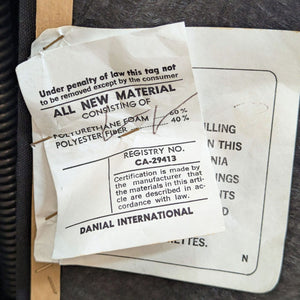 Under penalty of law this tag not
to be removed except by the consumer
ALL NEW MATERIAL
CONSISTING OF
POLYURETHANE FOAM 60%
POLYESTER FIBER 40%
REGISTRY NO.
CA-29413
Certification is made by
the manufacturer that
the materials in this arti-
cle are described in ac-
cordance with law.
DANIAL INTERNATIONAL
ILLING
N THIS
NIA
INGS
NTS
D
ETTES.
N